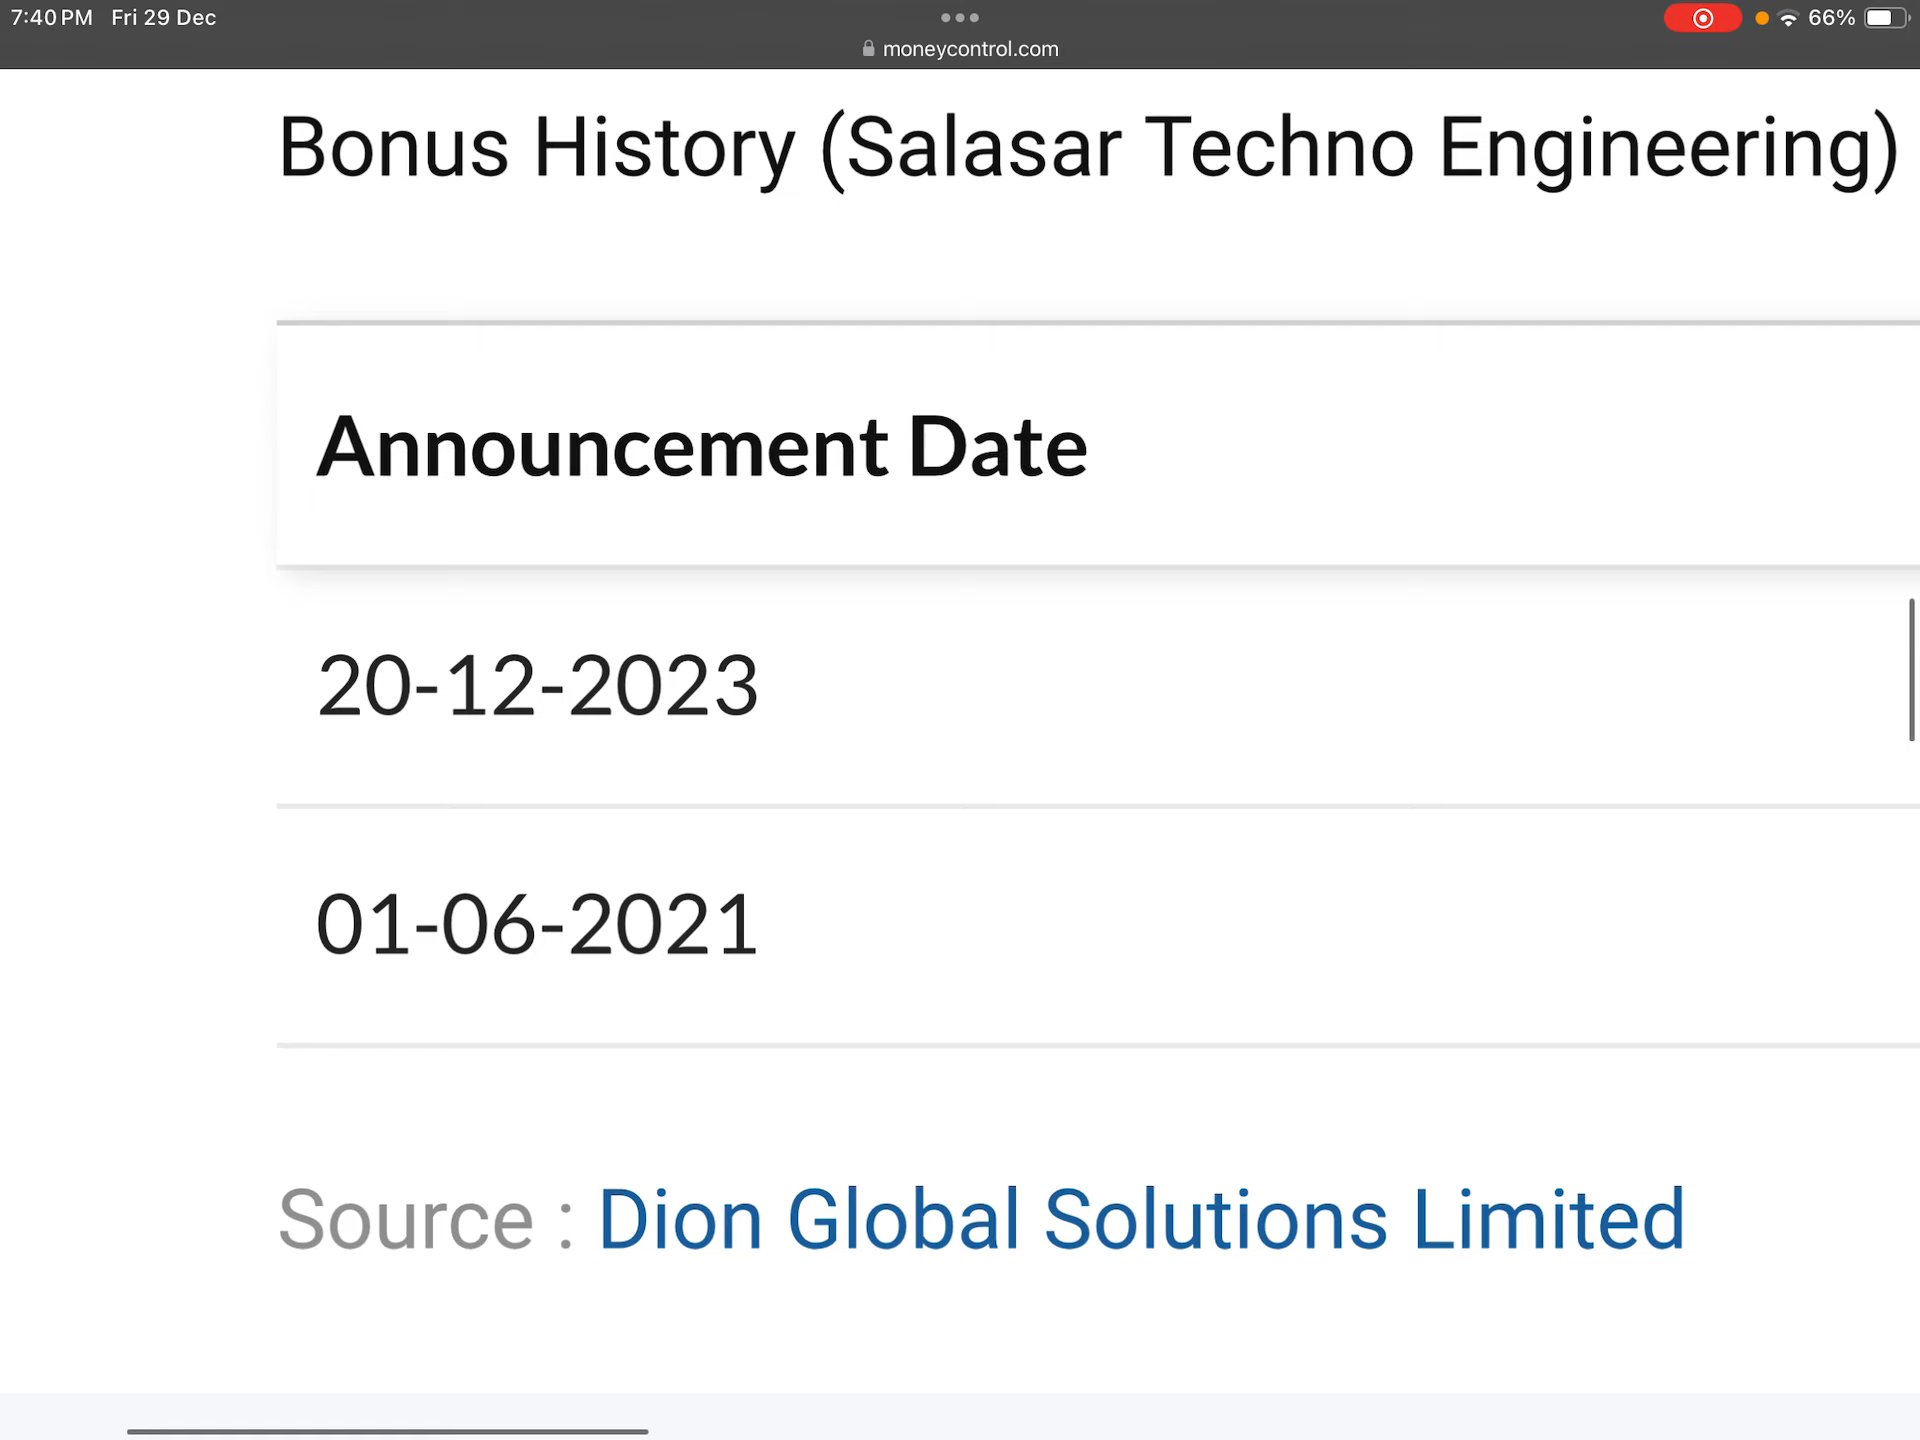 7:40 PM Fri 29 Dec
66%
moneycontrol.com
Bonus History (Salasar Techno Engineering)
Announcement Date
20-12-2023
01-06-2021
Source : Dion Global Solutions Limited